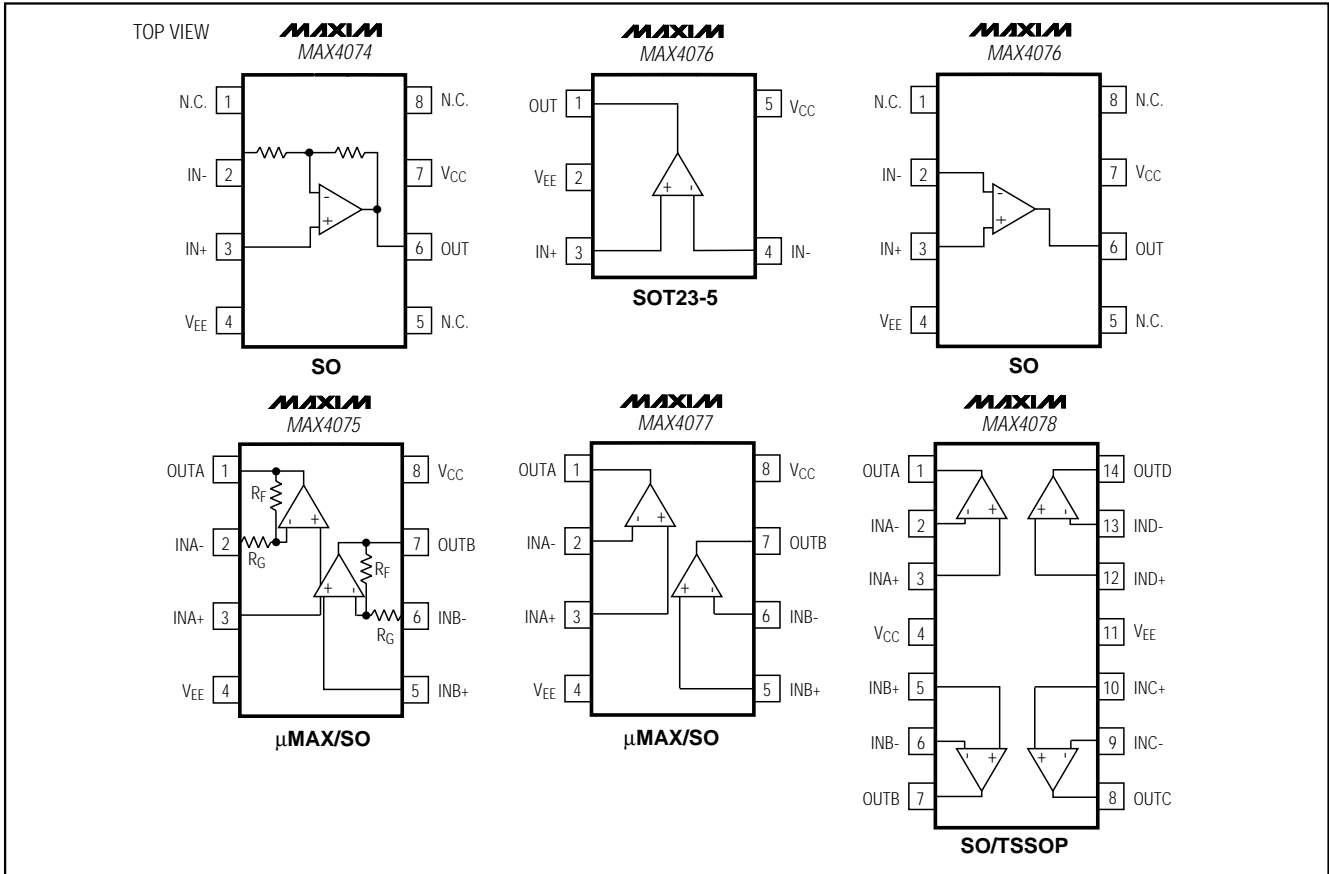 TOP VIEW
MAXIM
MAX4074
N.C. 1
8 N.C.
IN- 2
7 VCC
-
+
IN+ 3
6 OUT
VEE 4
5 N.C.
SO
MAXIM
MAX4076
OUT 1
5 VCC
VEE 2
+ -
IN+ 3
4 IN-
SOT23-5
MAXIM
MAX4076
N.C. 1
8 N.C.
IN- 2
7 VCC
-
+
IN+ 3
6 OUT
VEE 4
5 N.C.
SO
MAXIM
MAX4075
OUTA 1
8 VCC
RF
- +
INA- 2
7 OUTB
RG
RF
+ -
INA+ 3
6 INB-
RG
VEE 4
5 INB+
μMAX/SO
MAXIM
MAX4077
OUTA 1
8 VCC
- +
INA- 2
7 OUTB
+ -
INA+ 3
6 INB-
VEE 4
5 INB+
μMAX/SO
MAXIM
MAX4078
OUTA 1
14 OUTD
- +
+ -
INA- 2
13 IND-
INA+ 3
12 IND+
VCC 4
11 VEE
INB+ 5
10 INC+
INB- 6
9 INC-
- +
+ -
OUTB 7
8 OUTC
SO/TSSOP